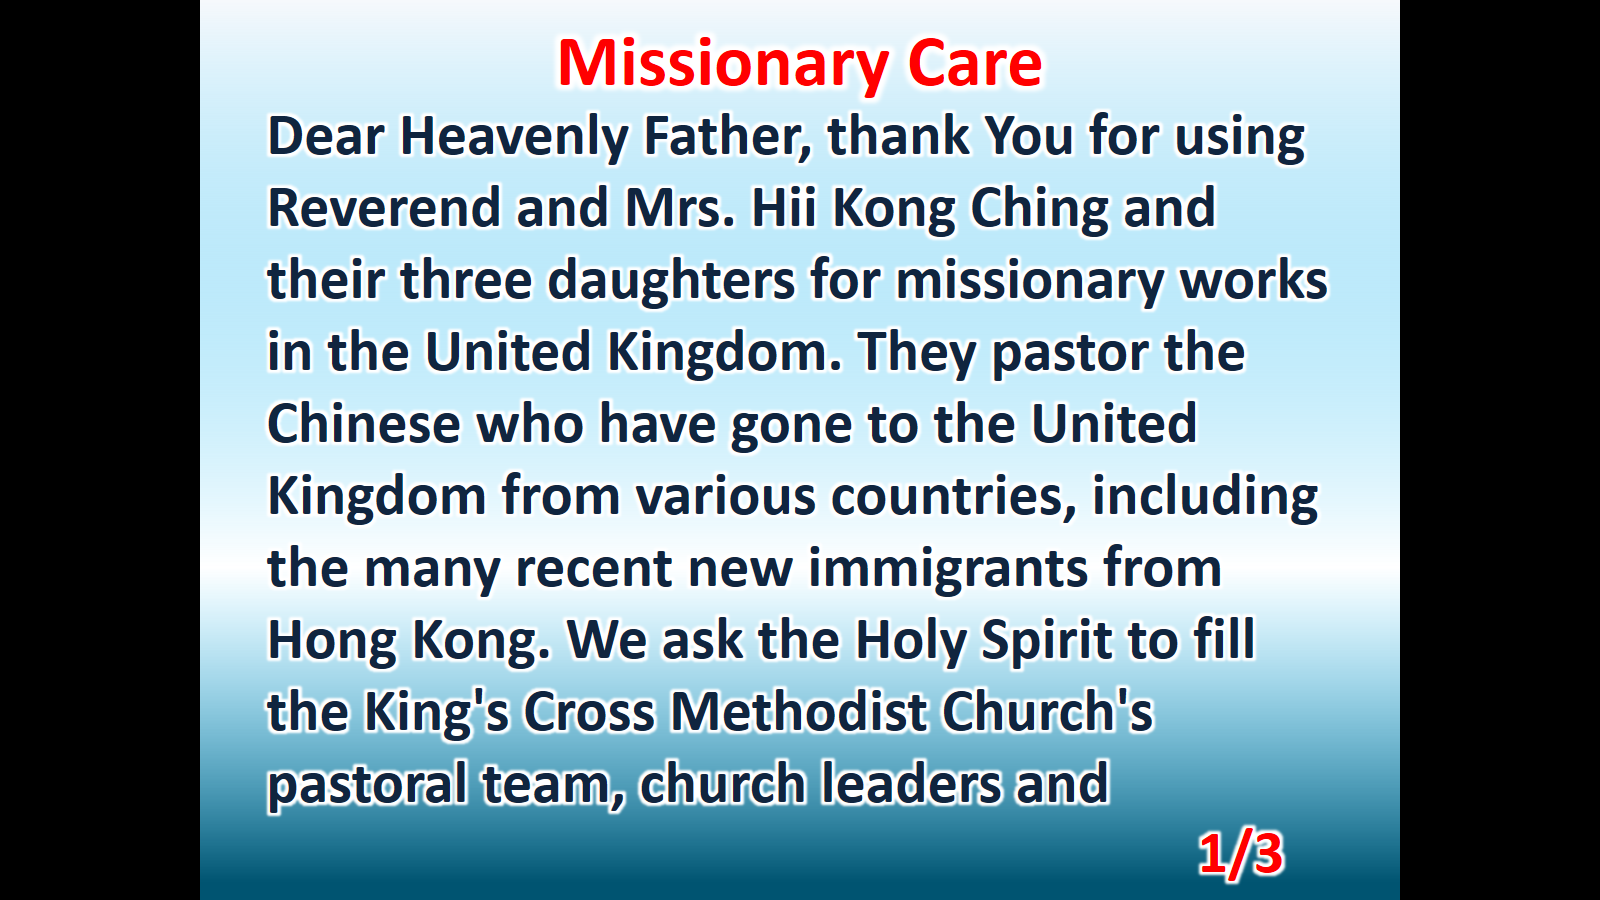 Missionary Care
Dear Heavenly Father, thank You for using
Reverend and Mrs. Hii Kong Ching and
their three daughters for missionary works
in the United Kingdom. They pastor the
Chinese who have gone to the United
Kingdom from various countries, including
the many recent new immigrants from
Hong Kong. We ask the Holy Spirit to fill
the King's Cross Methodist Church's
pastoral team, church leaders and
1/3